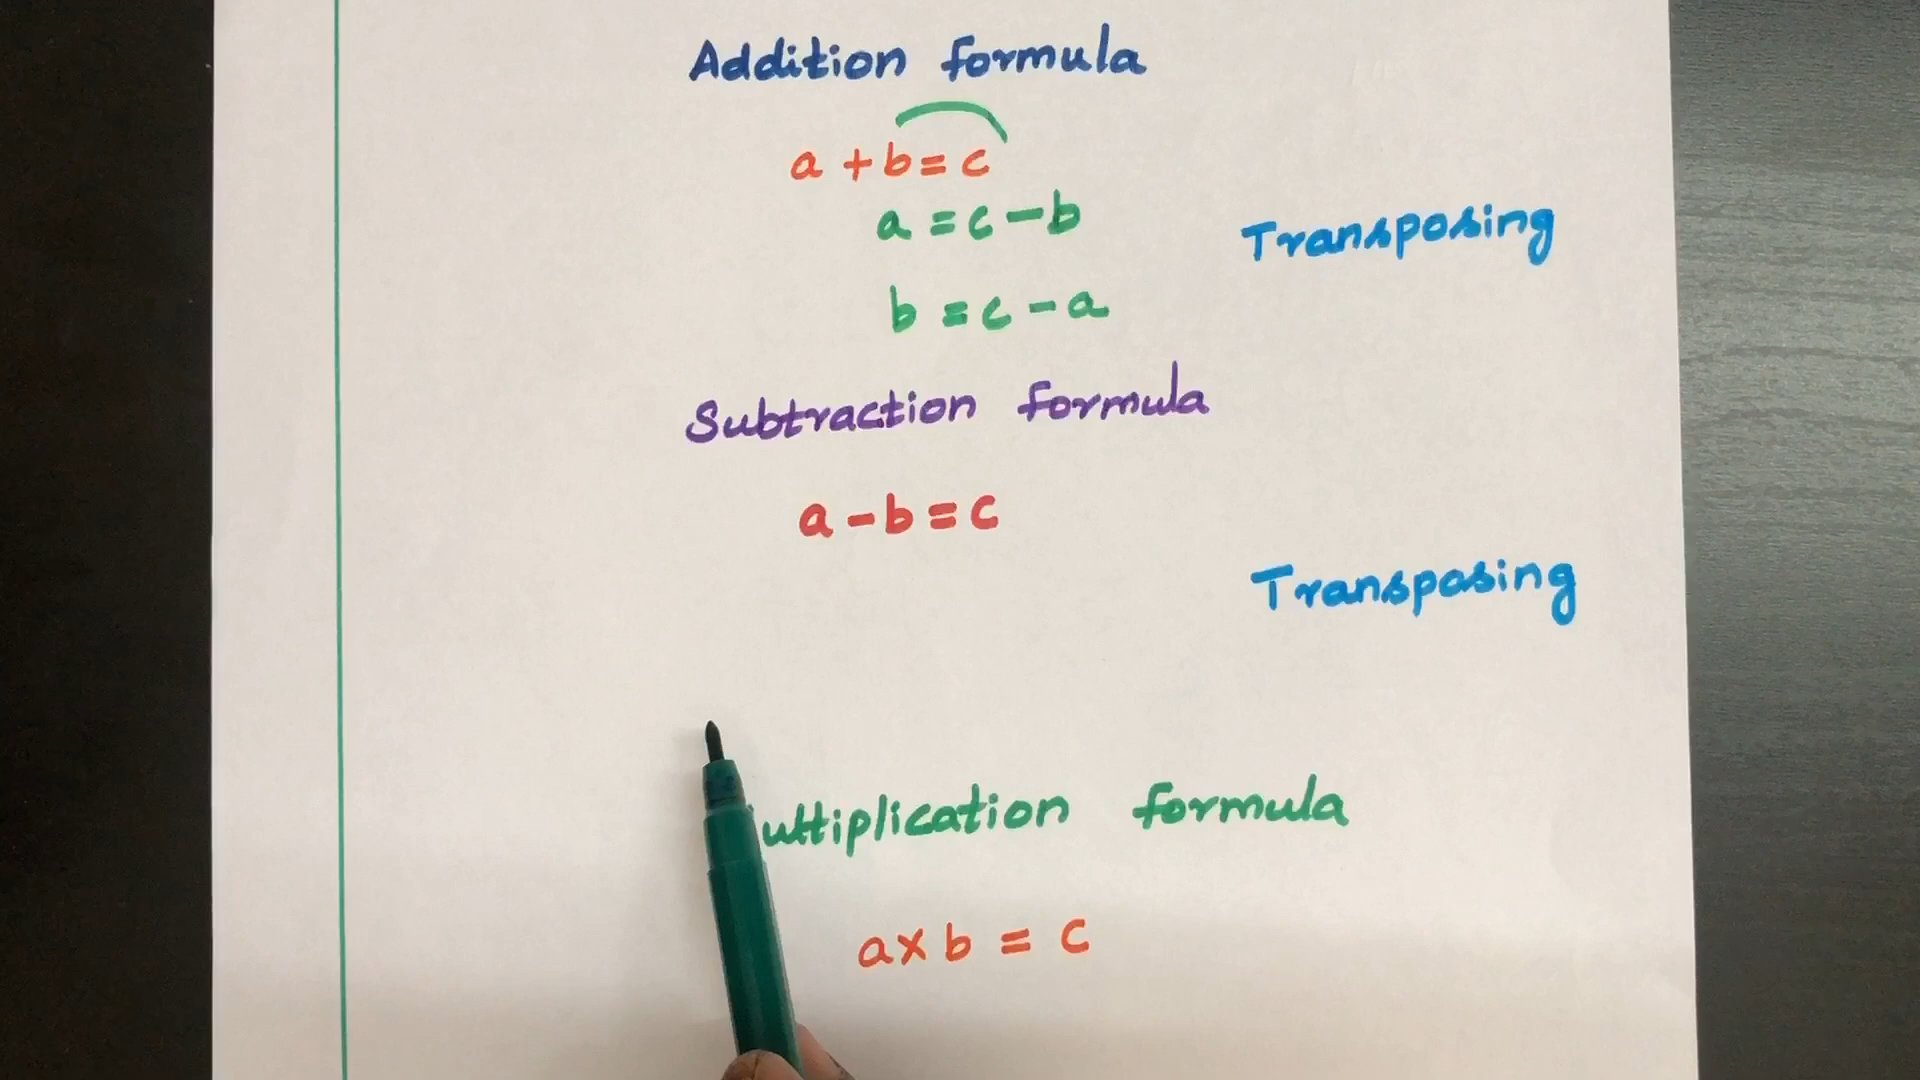 Addition formula
a + b = c
a = c - b
Transposing
b = c - a
Subtraction formula
a - b = c
Transposing
ultiplication formula
a x b = c